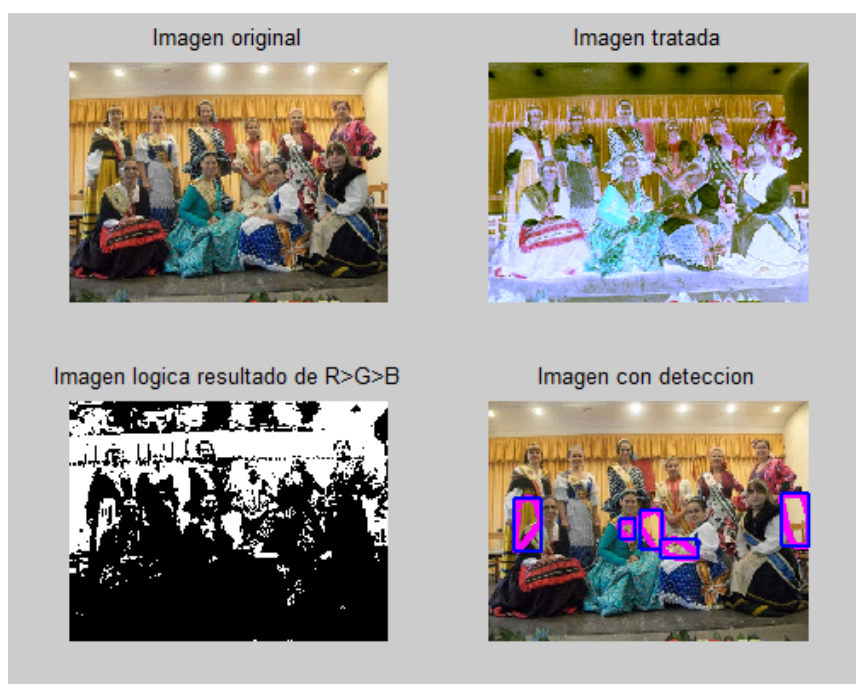 Imagen original
Imagen tratada
Imagen logica resultado de R>G>B
Imagen con deteccion